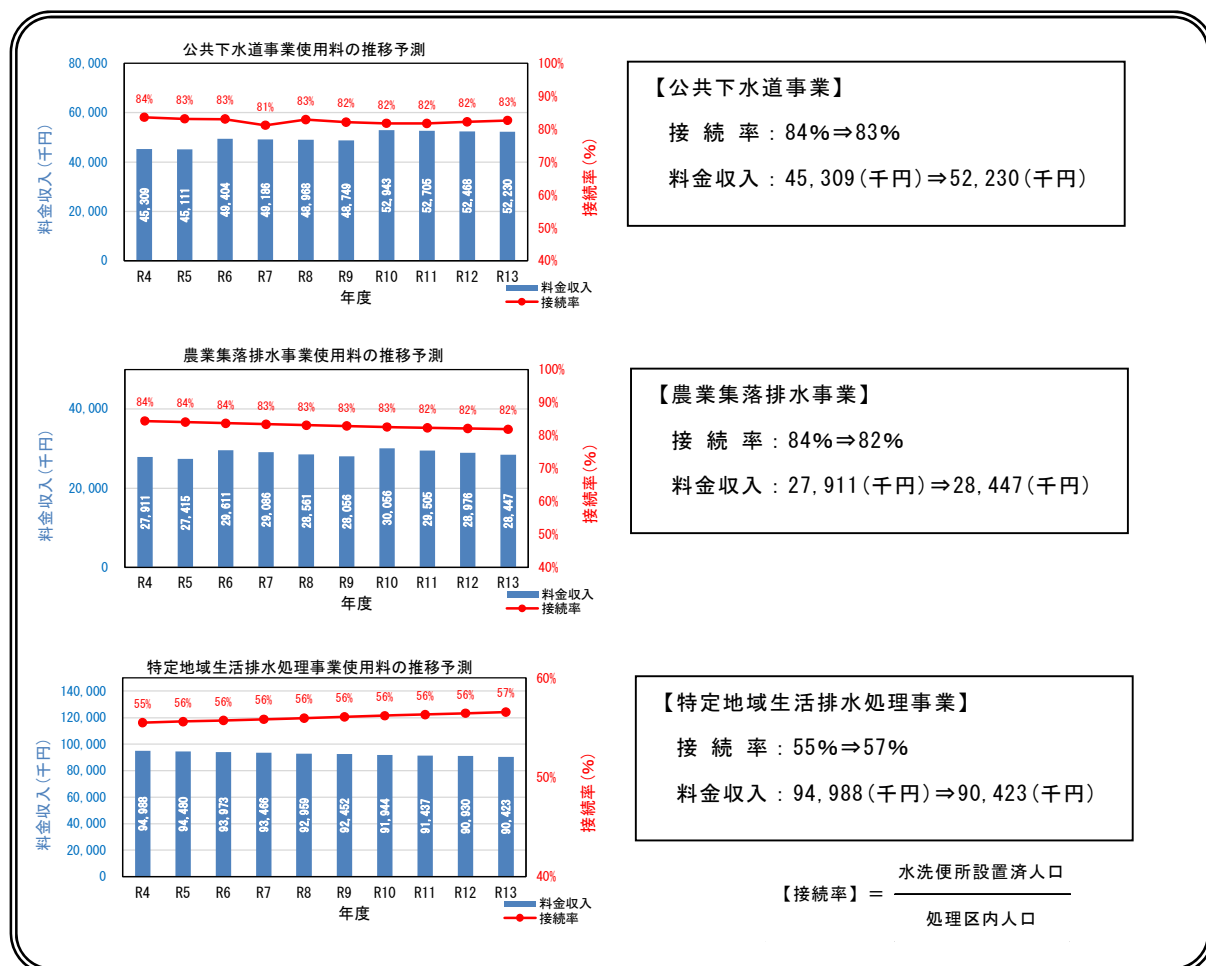 公共下水道事業使用料の推移予測
80,000
60,000
40,000
20,000
0
料金収入(千円)
100%
90%
80%
70%
60%
50%
40%
接続率(%)
84% 83% 83% 81% 83% 82% 82% 82% 82% 83%
45,309 45,111 49,404 49,186 48,968 48,749 52,943 52,705 52,468 52,230
R4 R5 R6 R7 R8 R9 R10 R11 R12 R13
年度
料金収入
接続率
【公共下水道事業】
接 続 率:84%⇒83%
料金収入:45,309(千円)⇒52,230(千円)
農業集落排水事業使用料の推移予測
40,000
20,000
0
料金収入(千円)
100%
90%
80%
70%
60%
50%
40%
接続率(%)
84% 84% 84% 83% 83% 83% 83% 82% 82% 82%
27,911 27,415 29,611 29,086 28,561 28,056 30,066 29,505 28,976 28,447
R4 R5 R6 R7 R8 R9 R10 R11 R12 R13
年度
料金収入
接続率
【農業集落排水事業】
接 続 率:84%⇒82%
料金収入:27,911(千円)⇒28,447(千円)
特定地域生活排水処理事業使用料の推移予測
140,000
120,000
100,000
80,000
60,000
40,000
20,000
0
料金収入(千円)
60%
50%
40%
接続率(%)
55% 56% 56% 56% 56% 56% 56% 56% 56% 57%
94,988 94,480 93,973 93,466 92,959 92,452 91,944 91,437 90,930 90,423
R4 R5 R6 R7 R8 R9 R10 R11 R12 R13
年度
料金収入
接続率
【特定地域生活排水処理事業】
接 続 率:55%⇒57%
料金収入:94,988(千円)⇒90,423(千円)
水洗便所設置済人口
【接続率】=
処理区内人口